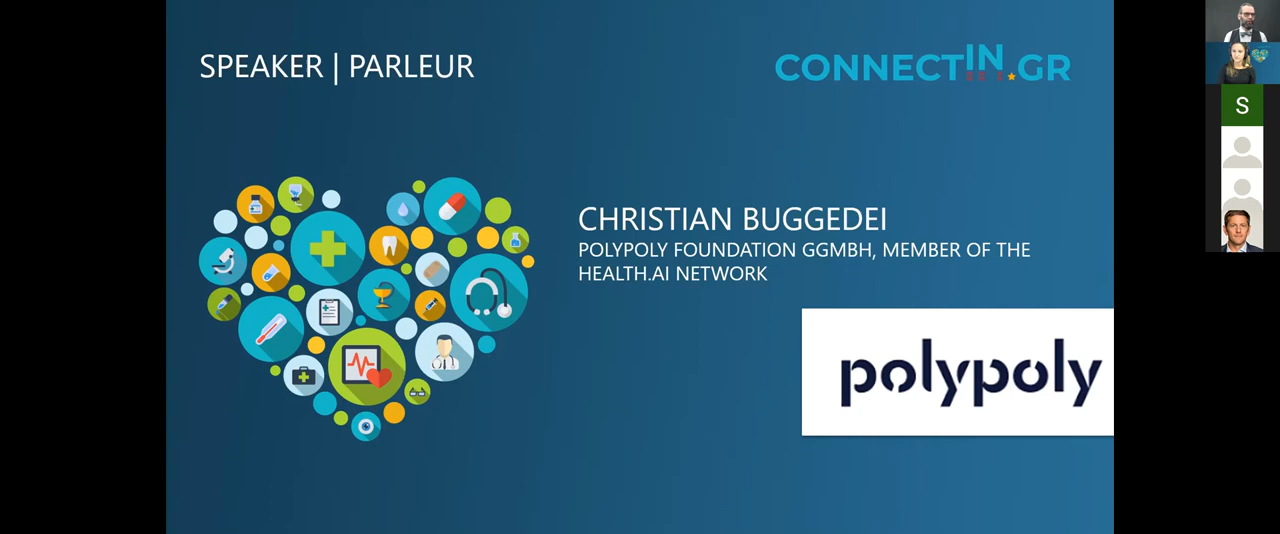 SPEAKER | PARLEUR
CONNECTIN.GR
S
CHRISTIAN BUGGEDEI
POLYPOLY FOUNDATION GGMBH, MEMBER OF THE
HEALTH.AI NETWORK
polypoly